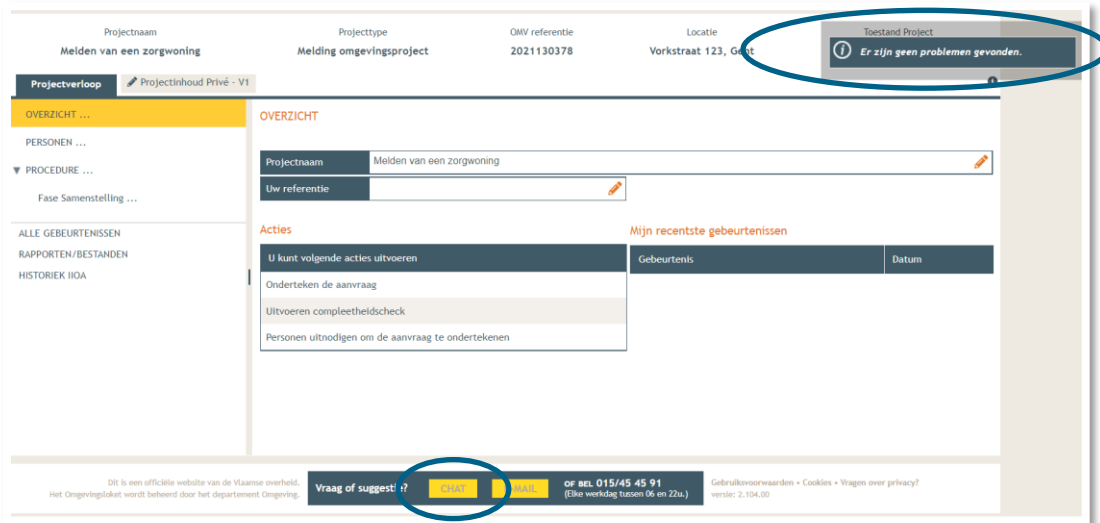 Projectnaam
Melden van een zorgwoning
Projecttype
Melding omgevingsproject
OMV referentie
2021130378
Locatie
Vorkstraat 123, Gent
Toestand Project
Er zijn geen problemen gevonden.
Projectverloop
Projectinhoud Privé - V1
OVERZICHT ...
PERSONEN ...
PROCEDURE ...
Fase Samenstelling ...
ALLE GEBEURTENISSEN
RAPPORTEN/BESTANDEN
HISTORIEK IIOA
OVERZICHT
Projectnaam Melden van een zorgwoning
Uw referentie
Acties
U kunt volgende acties uitvoeren
Onderteken de aanvraag
Uitvoeren compleetheidscheck
Personen uitnodigen om de aanvraag te ondertekenen
Mijn recentste gebeurtenissen
Gebeurtenis Datum
Dit is een officiële website van de Vlaamse overheid.
Het Omgevingsloket wordt beheerd door het departement Omgeving.
Vraag of suggestie?
CHAT
E-MAIL
OF BEL 015/45 45 91
(Elke werkdag tussen 06 en 22u.)
Gebruiksvoorwaarden • Cookies • Vragen over privacy?
versie: 2.104.00